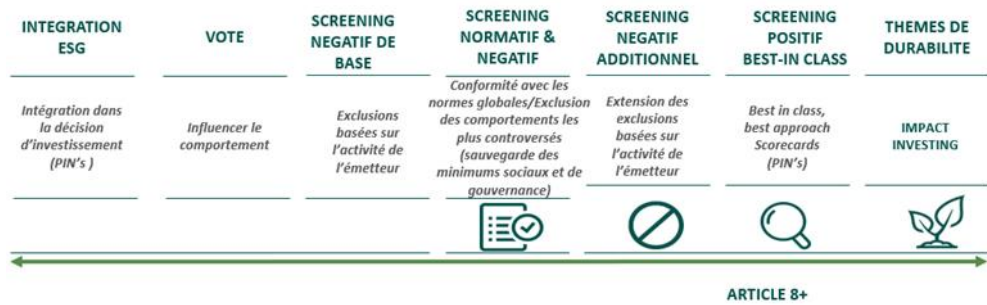 INTEGRATION
ESG
VOTE
SCREENING
NEGATIF DE
BASE
SCREENING
NORMATIF &
NEGATIF
SCREENING
NEGATIF
ADDITIONNEL
SCREENING
POSITIF
BEST-IN CLASS
THEMES DE
DURABILITE
Intégration dans
la décision
d'investissement
(PIN's )
Influencer le
comportement
Exclusions
basées sur
l'activité de
l'émetteur
Conformité avec les
normes globales/Exclusion
des comportements les
plus controversés
(sauvegarde des
minimums sociaux et de
gouvernance)
Extension des
exclusions
basées sur
l'activité de
l'émetteur
Best in class,
best approach
Scorecards
(PIN's)
IMPACT
INVESTING
ARTICLE 8+